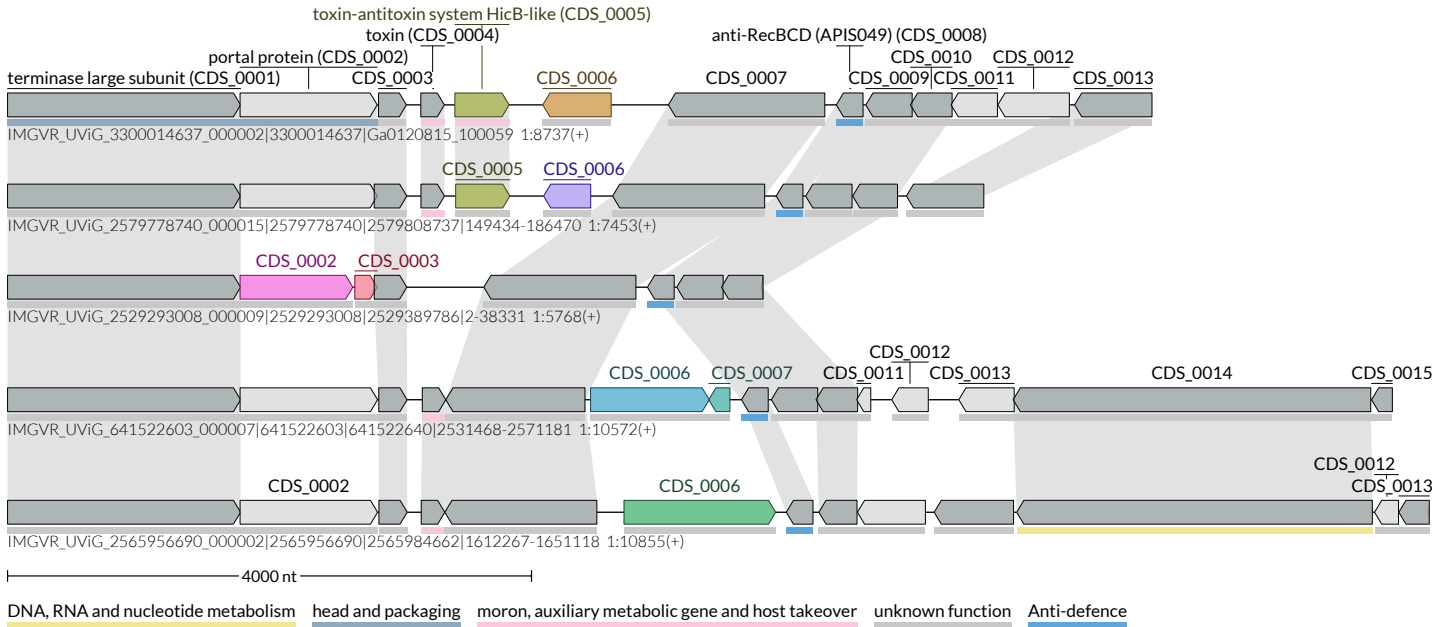 toxin-antitoxin system HicB-like (CDS_0005)
toxin (CDS_0004) anti-RecBCD (APIS049) (CDS_0008)
portal protein (CDS_0002) CDS_0010 CDS_0012
terminase large subunit (CDS_0001) CDS_0003 CDS_0006 CDS_0007 CDS_0009 CDS_0011 CDS_0013
IMGVR_UViG_3300014637_000002|3300014637|Ga0120815_100059 1:8737(+)
CDS_0005 CDS_0006
IMGVR_UViG_2579778740_000015|2579778740|2579808737|149434-186470 1:7453(+)
CDS_0002 CDS_0003
IMGVR_UViG_2529293008_000009|2529293008|2529389786|2-38331 1:5768(+)
CDS_0012
CDS_0006 CDS_0007 CDS_0011 CDS_0013 CDS_0014 CDS_0015
IMGVR_UViG_641522603_000007|641522603|641522640|2531468-2571181 1:10572(+)
CDS_0012
CDS_0002 CDS_0006 CDS_0013
IMGVR_UViG_2565956690_000002|2565956690|2565984662|1612267-1651118 1:10855(+)
4000 nt
DNA, RNA and nucleotide metabolism head and packaging moron, auxiliary metabolic gene and host takeover unknown function Anti-defence